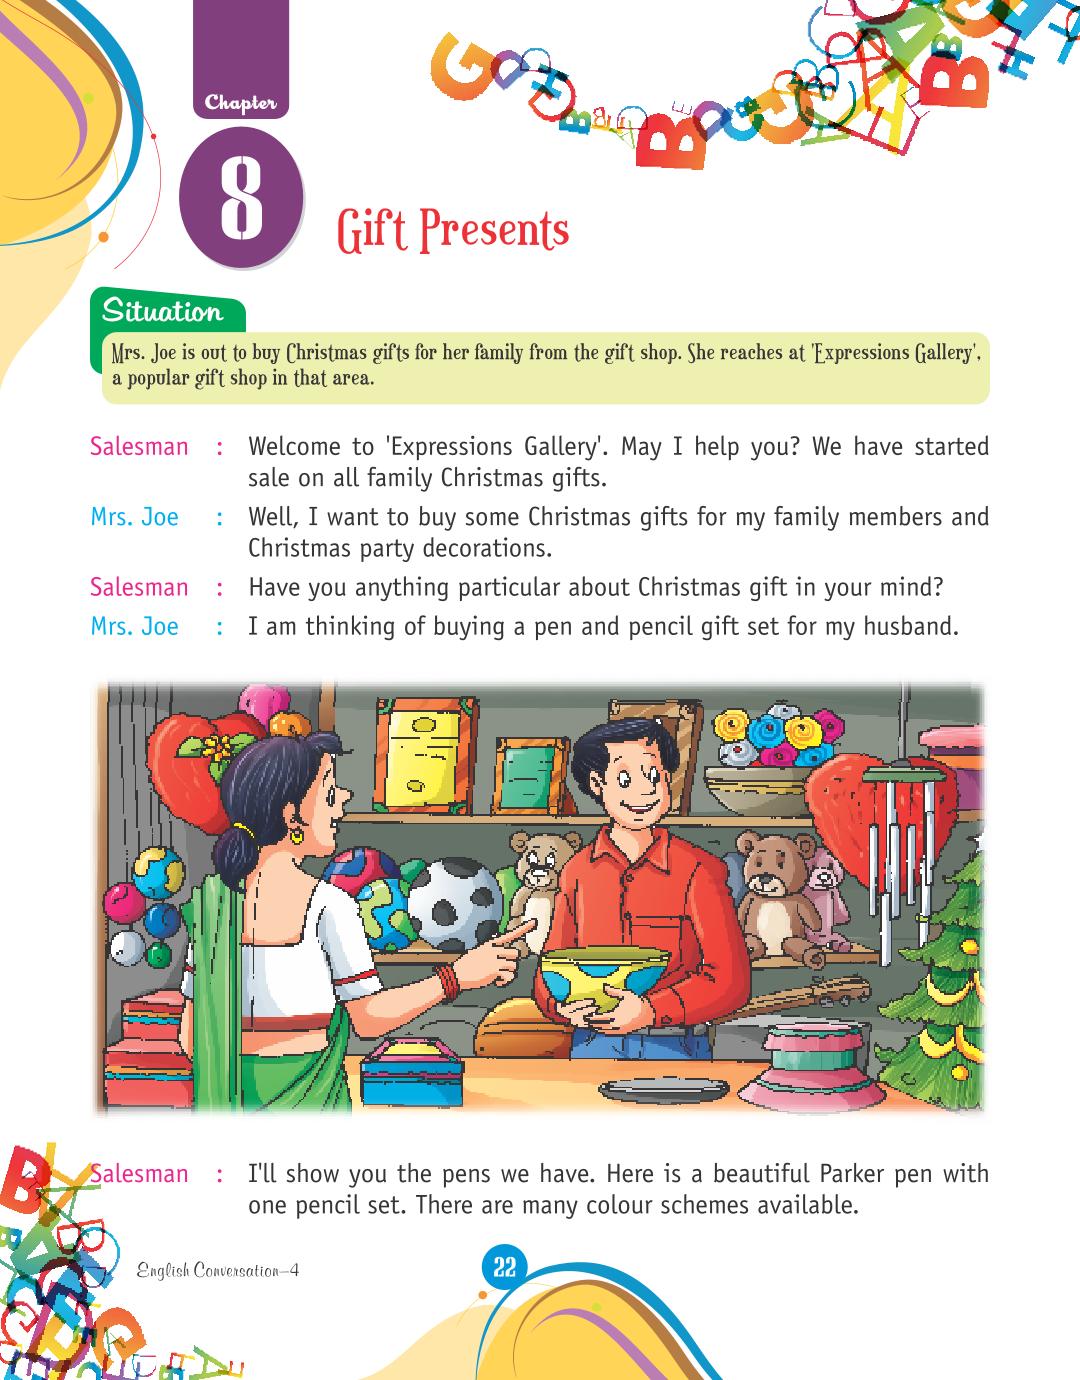 Chapter
8
Gift Presents
Situation
Mrs. Joe is out to buy Christmas gifts for her family from the gift shop. She reaches at 'Expressions Gallery',
a popular gift shop in that area.
Salesman : Welcome to 'Expressions Gallery'. May I help you? We have started
sale on all family Christmas gifts.
Mrs. Joe : Well, I want to buy some Christmas gifts for my family members and
Christmas party decorations.
Salesman : Have you anything particular about Christmas gift in your mind?
Mrs. Joe : I am thinking of buying a pen and pencil gift set for my husband.
Salesman : I'll show you the pens we have. Here is a beautiful Parker pen with
one pencil set. There are many colour schemes available.
English Conversation–4
22